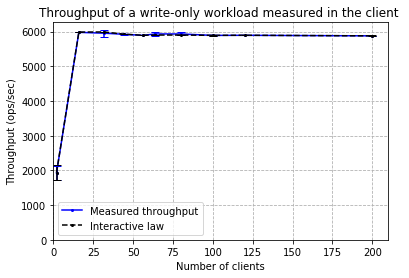 Throughput of a write-only workload measured in the client
Throughput (ops/sec)
6000
5000
4000
3000
2000
1000
0
Measured throughput
Interactive law
0 25 50 75 100 125 150 175 200
Number of clients